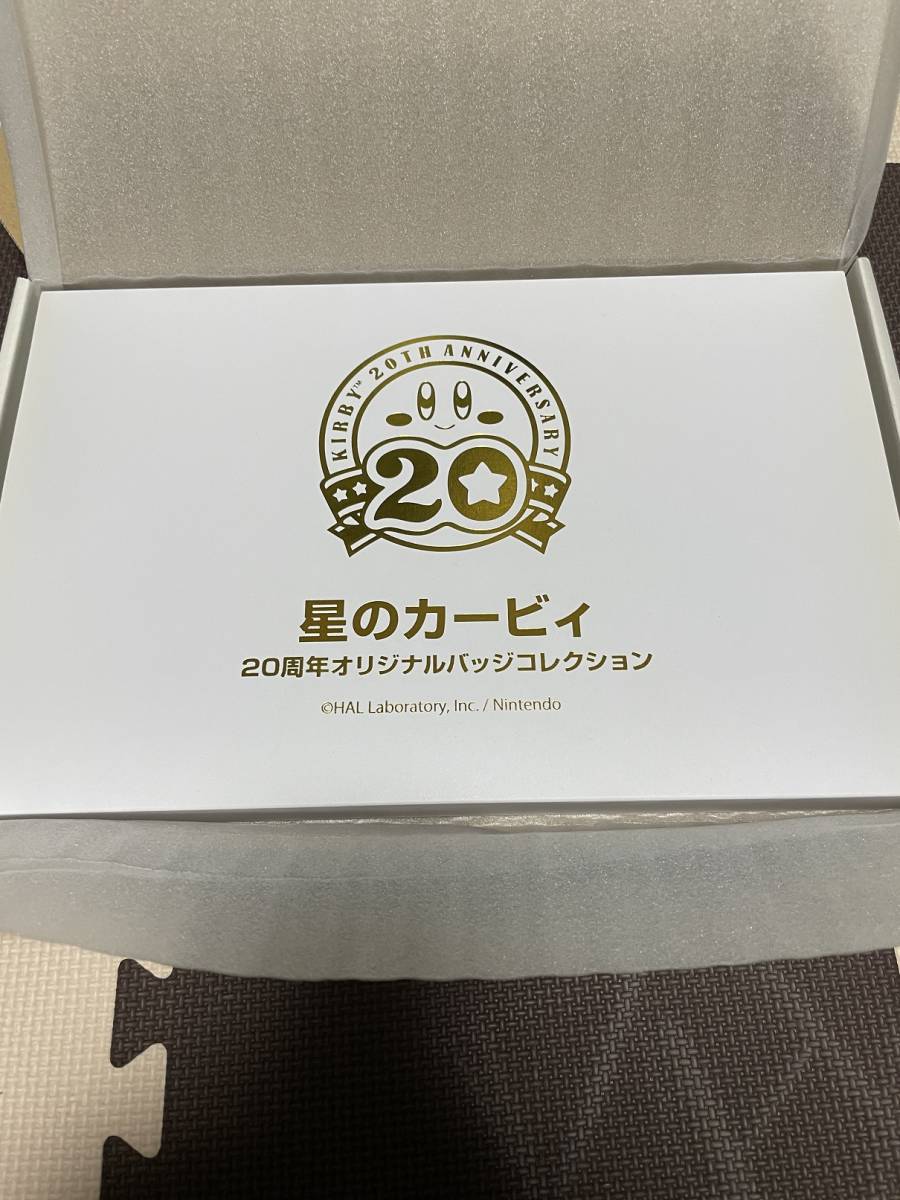 KIRBY™ 20TH ANNIVERSARY
20
星のカービィ
20周年オリジナルバッジコレクション
©HAL Laboratory, Inc. / Nintendo